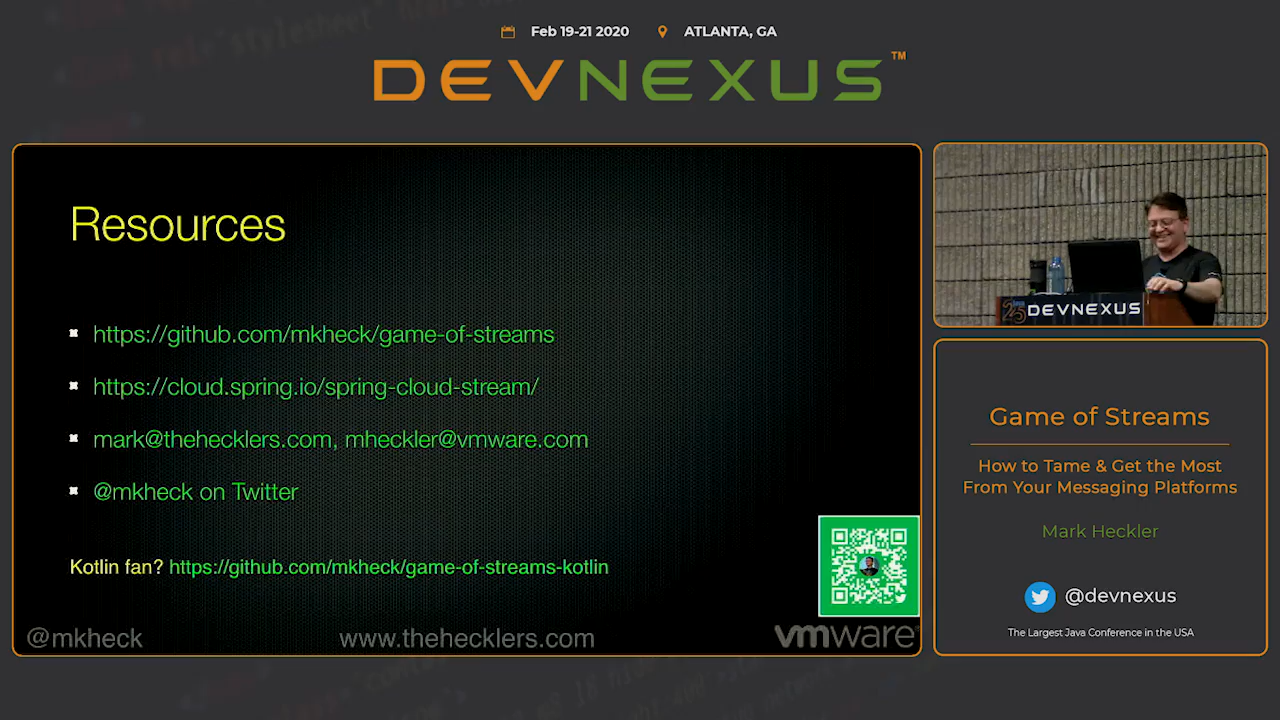 Feb 19-21 2020 ATLANTA, GA
DEVNEXUS™
Resources
https://github.com/mkheck/game-of-streams
https://cloud.spring.io/spring-cloud-stream/
mark@thehecklers.com, mheckler@vmware.com
@mkheck on Twitter
Kotlin fan? https://github.com/mkheck/game-of-streams-kotlin
@mkheck www.thehecklers.com vmware®
DEVNEXUS
Game of Streams
How to Tame & Get the Most
From Your Messaging Platforms
Mark Heckler
@devnexus
The Largest Java Conference in the USA